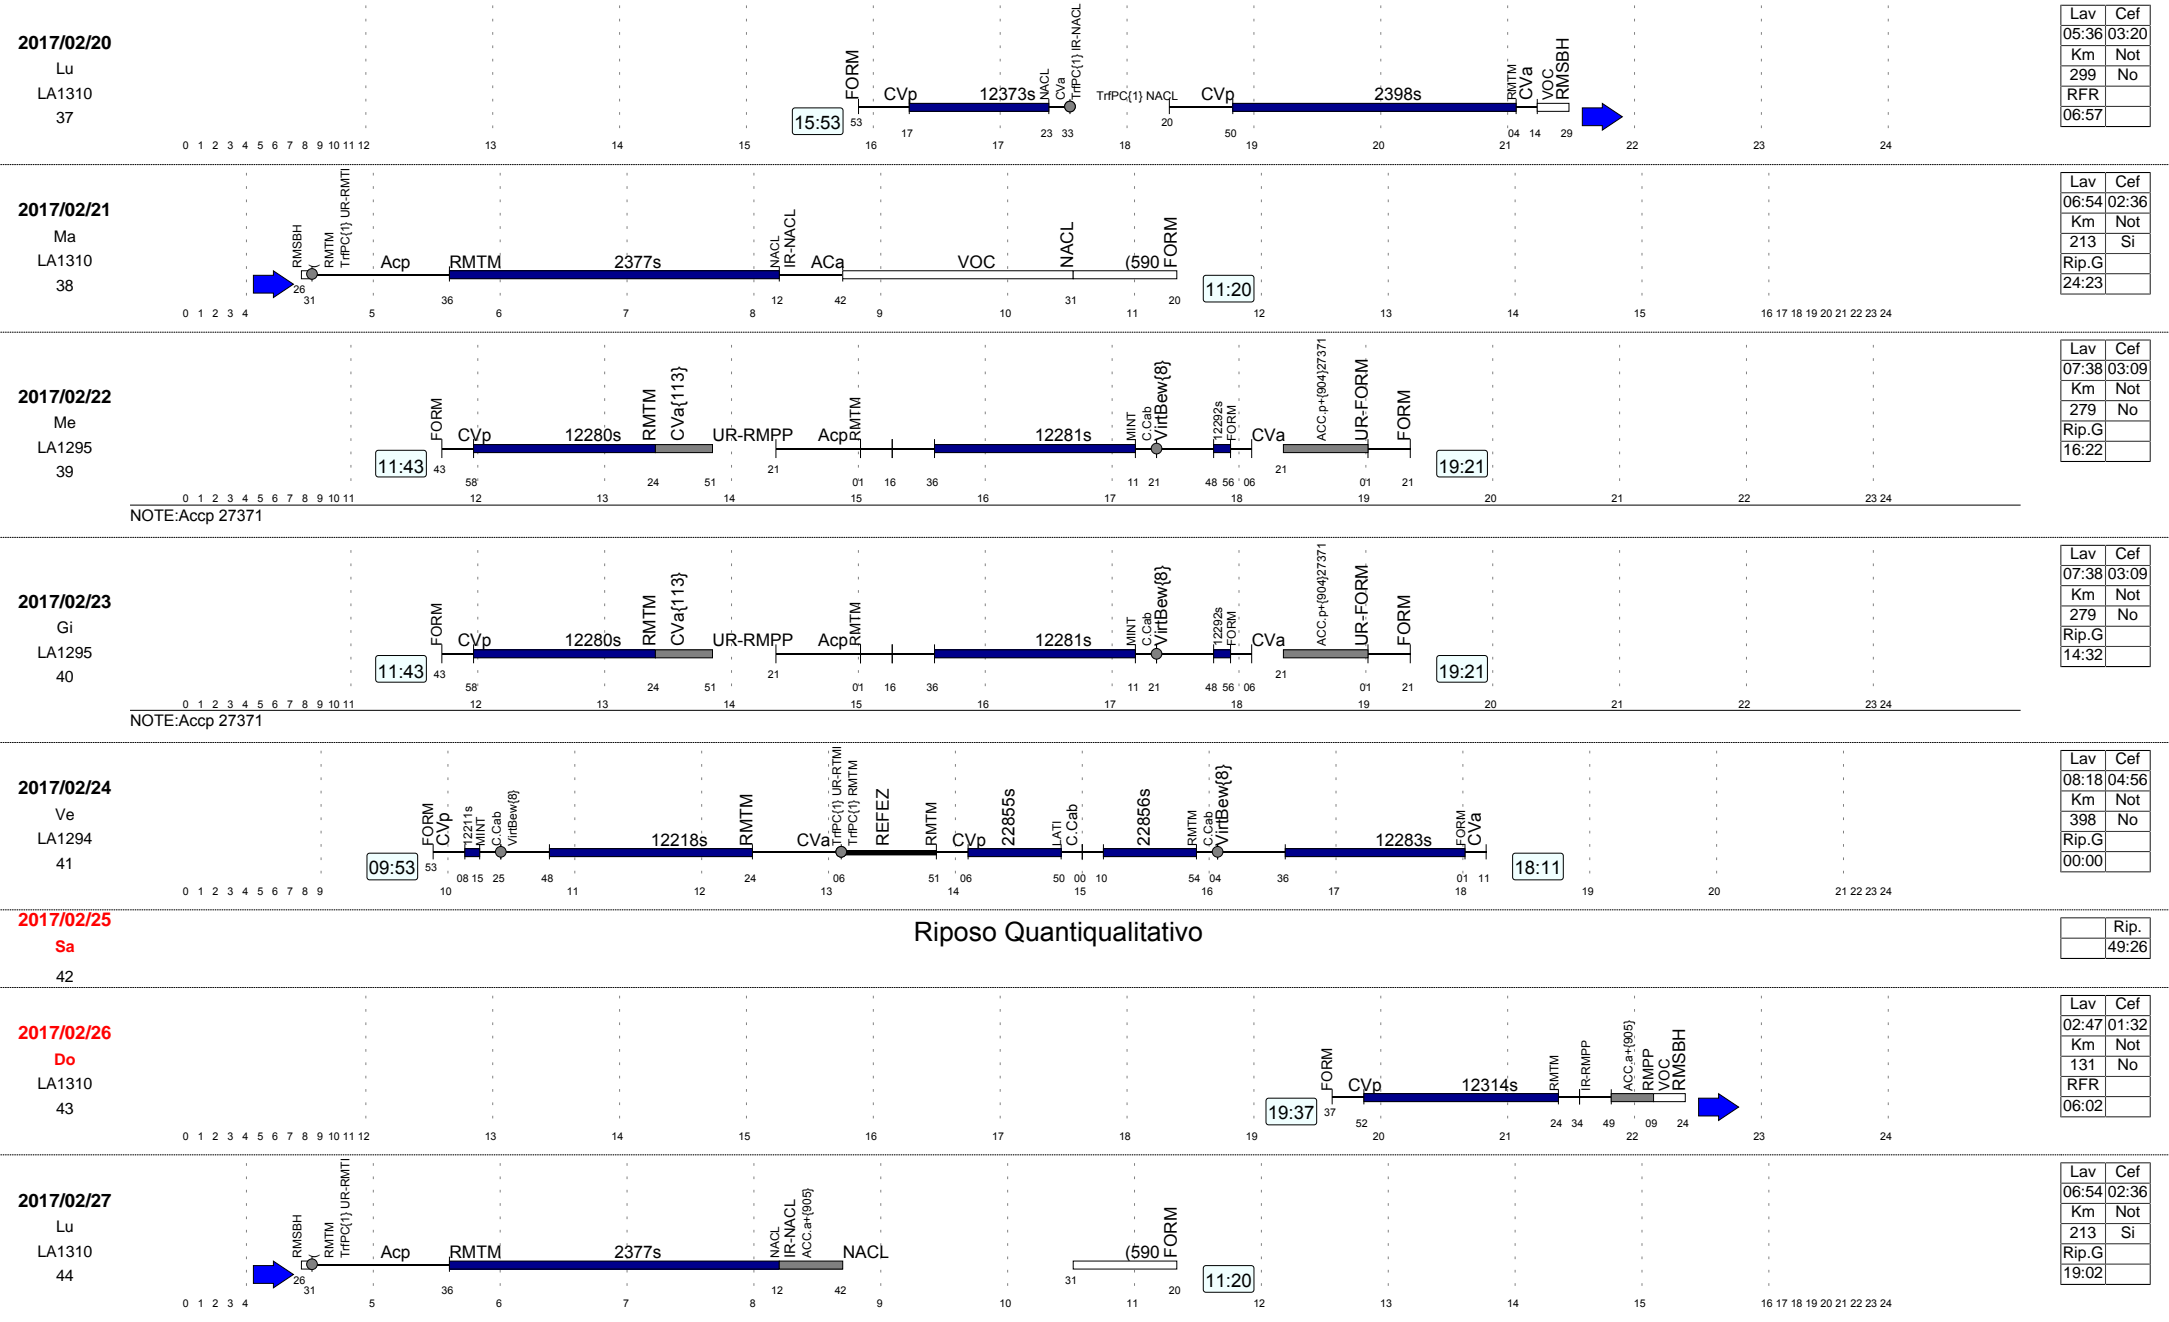 2017/02/20
Lu
LA1310
37
15:53
FORM CVp 12373s NACL CVa TrfPC{1} IR-NACL TrfPC{1} NACL CVp 2398s RMTM CVa VOC RMSBH
53 17 23 33 20 50 04 14 29
0 1 2 3 4 5 6 7 8 9 10 11 12 13 14 15 16 17 18 19 20 21 22 23 24
Lav Cef
05:36 03:20
Km Not
299 No
RFR
06:57
2017/02/21
Ma
LA1310
38
RMSBH ( RMTM TrfPC{1} UR-RMTI Acp RMTM 2377s NACL IR-NACL ACa VOC NACL (590 FORM
26 31 36 12 42 31 20
11:20
0 1 2 3 4 5 6 7 8 9 10 11 12 13 14 15 16 17 18 19 20 21 22 23 24
Lav Cef
06:54 02:36
Km Not
213 Si
Rip.G
24:23
2017/02/22
Me
LA1295
39
11:43
FORM CVp 12280s RMTM CVa{113} UR-RMPP Acp RMTM 12281s MINT C.Cab VirtBew{8} 12292s FORM CVa ACC.p+{904}27371 UR-FORM FORM
43 58 24 51 21 01 16 36 11 21 48 56 06 21 01 21
19:21
0 1 2 3 4 5 6 7 8 9 10 11 12 13 14 15 16 17 18 19 20 21 22 23 24
NOTE:Accp 27371
Lav Cef
07:38 03:09
Km Not
279 No
Rip.G
16:22
2017/02/23
Gi
LA1295
40
11:43
FORM CVp 12280s RMTM CVa{113} UR-RMPP Acp RMTM 12281s MINT C.Cab VirtBew{8} 12292s FORM CVa ACC.p+{904}27371 UR-FORM FORM
43 58 24 51 21 01 16 36 11 21 48 56 06 21 01 21
19:21
0 1 2 3 4 5 6 7 8 9 10 11 12 13 14 15 16 17 18 19 20 21 22 23 24
NOTE:Accp 27371
Lav Cef
07:38 03:09
Km Not
279 No
Rip.G
14:32
2017/02/24
Ve
LA1294
41
09:53
FORM CVp 12211s MINT C.Cab VirtBew{8} 12218s RMTM CVa TrfPC{1} UR-RTMI TrfPC{1} RMTM REFEZ RMTM CVp 22855s LATI C.Cab 22856s RMTM C.Cab VirtBew{8} 12283s FORM CVa
53 08 15 25 48 24 06 51 06 50 00 10 54 04 36 01 11
18:11
0 1 2 3 4 5 6 7 8 9 10 11 12 13 14 15 16 17 18 19 20 21 22 23 24
Lav Cef
08:18 04:56
Km Not
398 No
Rip.G
00:00
2017/02/25
Sa
42
Riposo Quantiqualitativo
Rip.
49:26
2017/02/26
Do
LA1310
43
19:37
FORM CVp 12314s RMTM IR-RMPP ACC.a+{905} RMPP VOC RMSBH
37 52 24 34 49 09 24
0 1 2 3 4 5 6 7 8 9 10 11 12 13 14 15 16 17 18 19 20 21 22 23 24
Lav Cef
02:47 01:32
Km Not
131 No
RFR
06:02
2017/02/27
Lu
LA1310
44
RMSBH ( RMTM TrfPC{1} UR-RMTI Acp RMTM 2377s NACL IR-NACL ACC.a+{905} NACL (590 FORM
26 31 36 12 42 31 20
11:20
0 1 2 3 4 5 6 7 8 9 10 11 12 13 14 15 16 17 18 19 20 21 22 23 24
Lav Cef
06:54 02:36
Km Not
213 Si
Rip.G
19:02